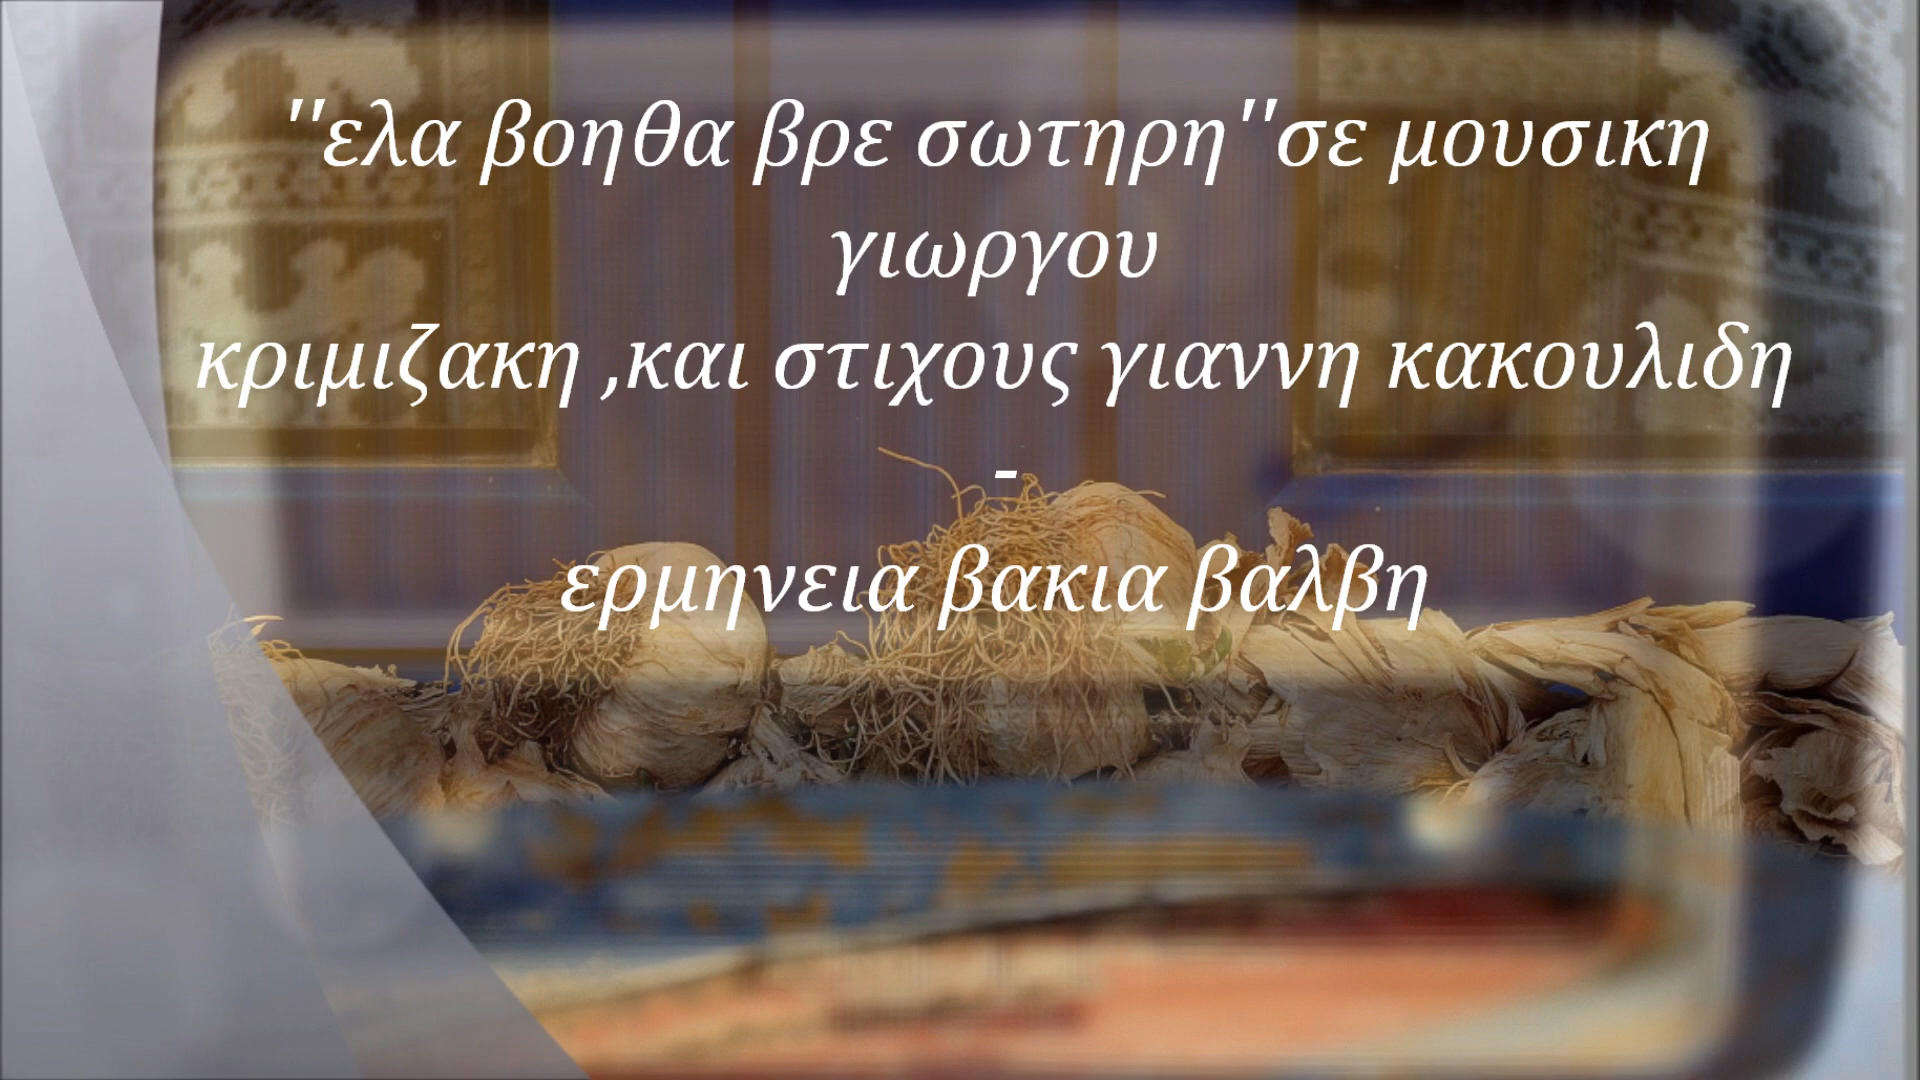 "ελα βοηθα βρε σωτηρη"σε μουσικη
γιωργου
κριμιζακη ,και στιχους γιαννη κακουλιδη
-
ερμηνεια βακια βαλβη